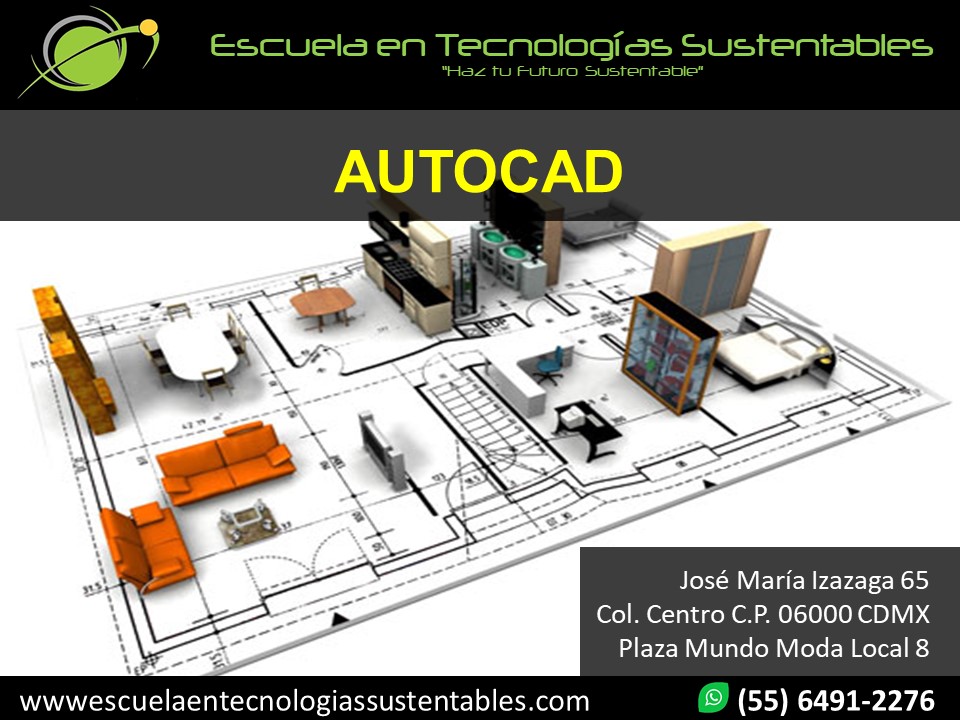 Escuela en Tecnologías Sustentables
"Haz tu Futuro Sustentable"
AUTOCAD
José María Izazaga 65
Col. Centro C.P. 06000 CDMX
Plaza Mundo Moda Local 8
wwwescuelaentecnologiassustentables.com
(55) 6491-2276